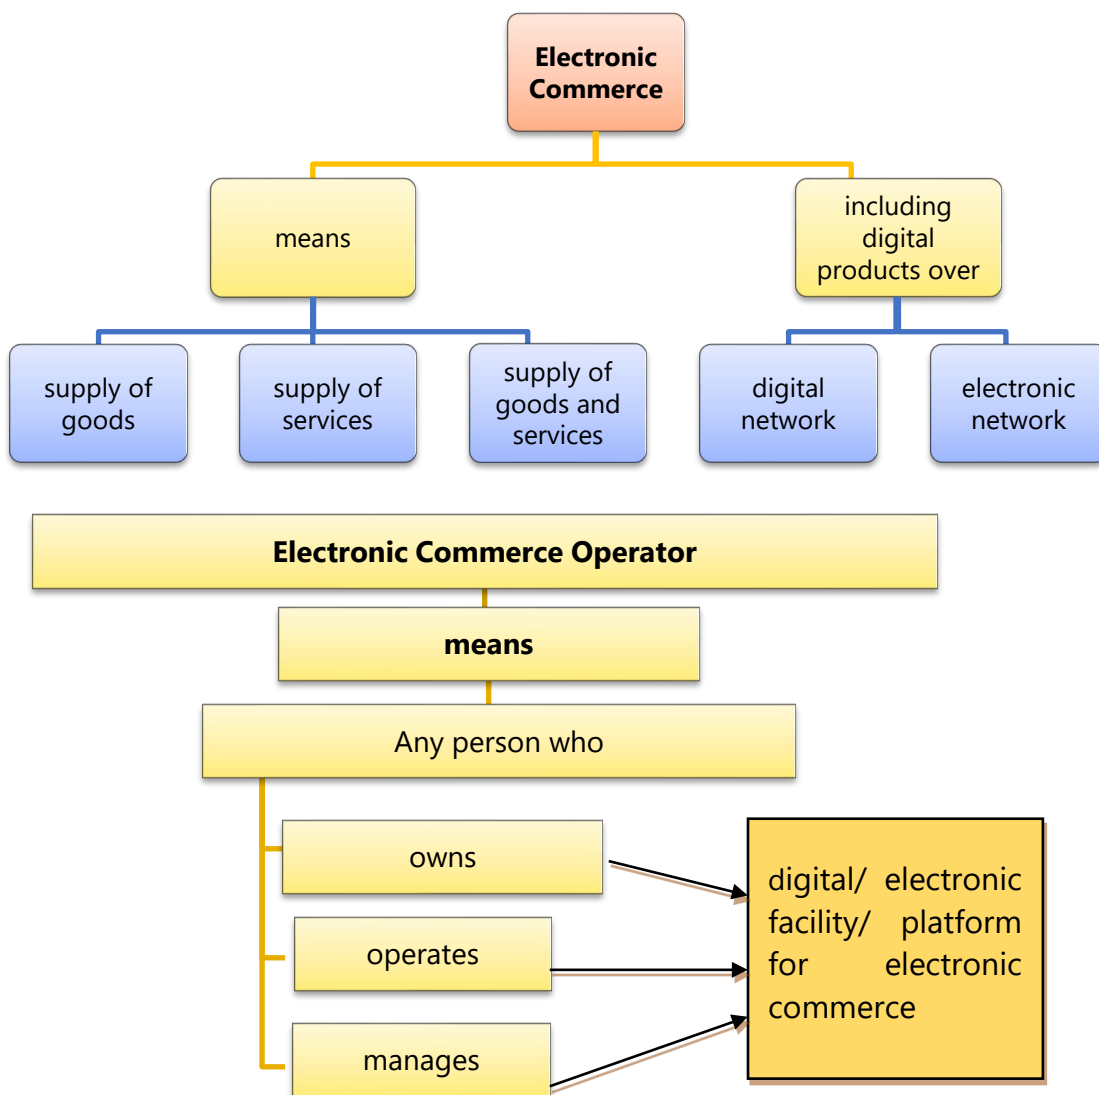 Electronic
Commerce
means
including
digital
products over
supply of
goods
supply of
services
supply of
goods and
services
digital
network
electronic
network
Electronic Commerce Operator
means
Any person who
owns
operates
manages
digital/ electronic
facility/ platform
for electronic
commerce